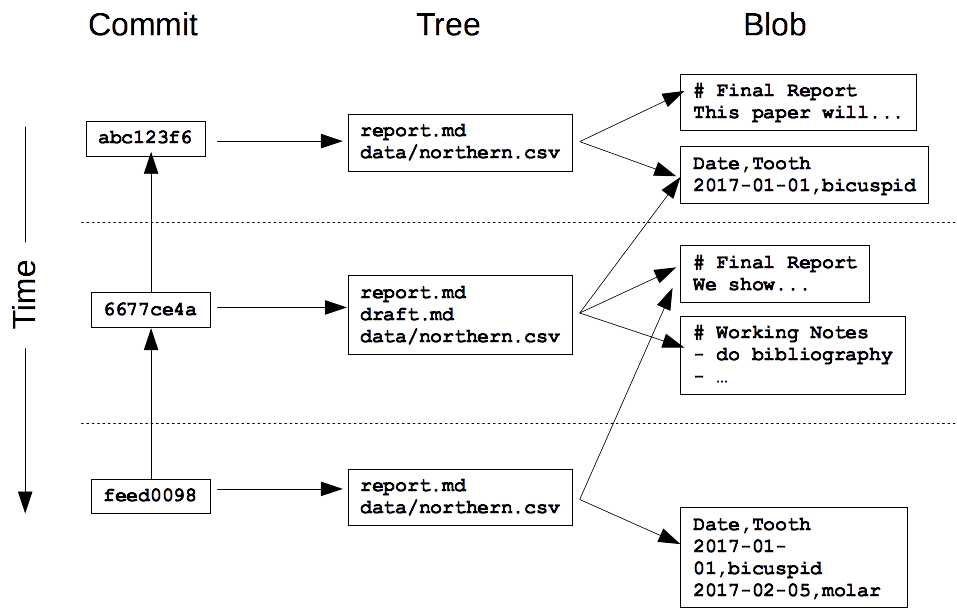 Commit
Tree
Blob
Time
abc123f6
report.md
data/northern.csv
# Final Report
This paper will...
Date,Tooth
2017-01-01,bicuspid
6677ce4a
report.md
draft.md
data/northern.csv
# Final Report
We show...
# Working Notes
- do bibliography
- …
feed0098
report.md
data/northern.csv
Date,Tooth
2017-01-
01,bicuspid
2017-02-05,molar